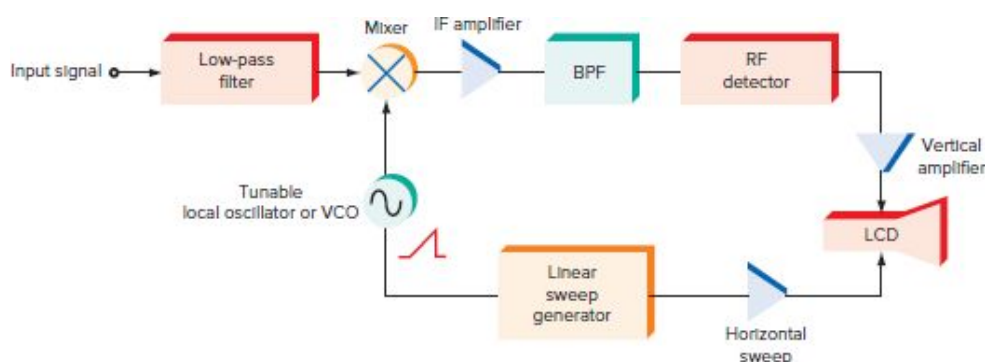 Input signal
Low-pass
filter
Mixer
IF amplifier
BPF
RF
detector
Vertical
amplifier
Tunable
local oscillator or VCO
LCD
Linear
sweep
generator
Horizontal
sweep